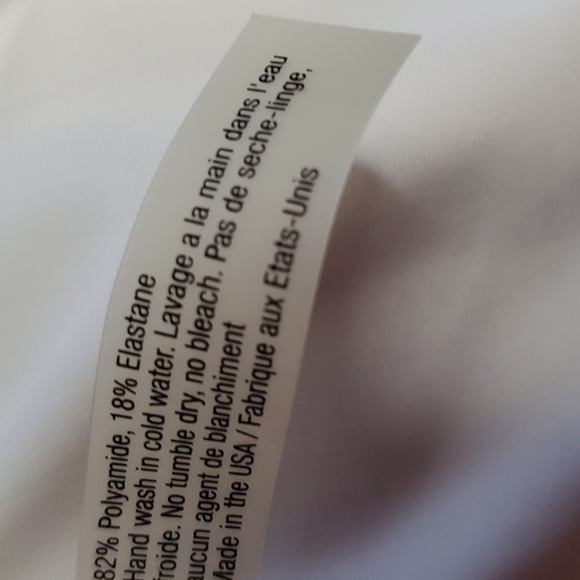 82% Polyamide, 18% Elastane
Hand wash in cold water. Lavage a la main dans l'eau
froide. No tumble dry, no bleach. Pas de seche-linge,
aucun agent de blanchiment
Made in the USA / Fabrique aux Etats-Unis